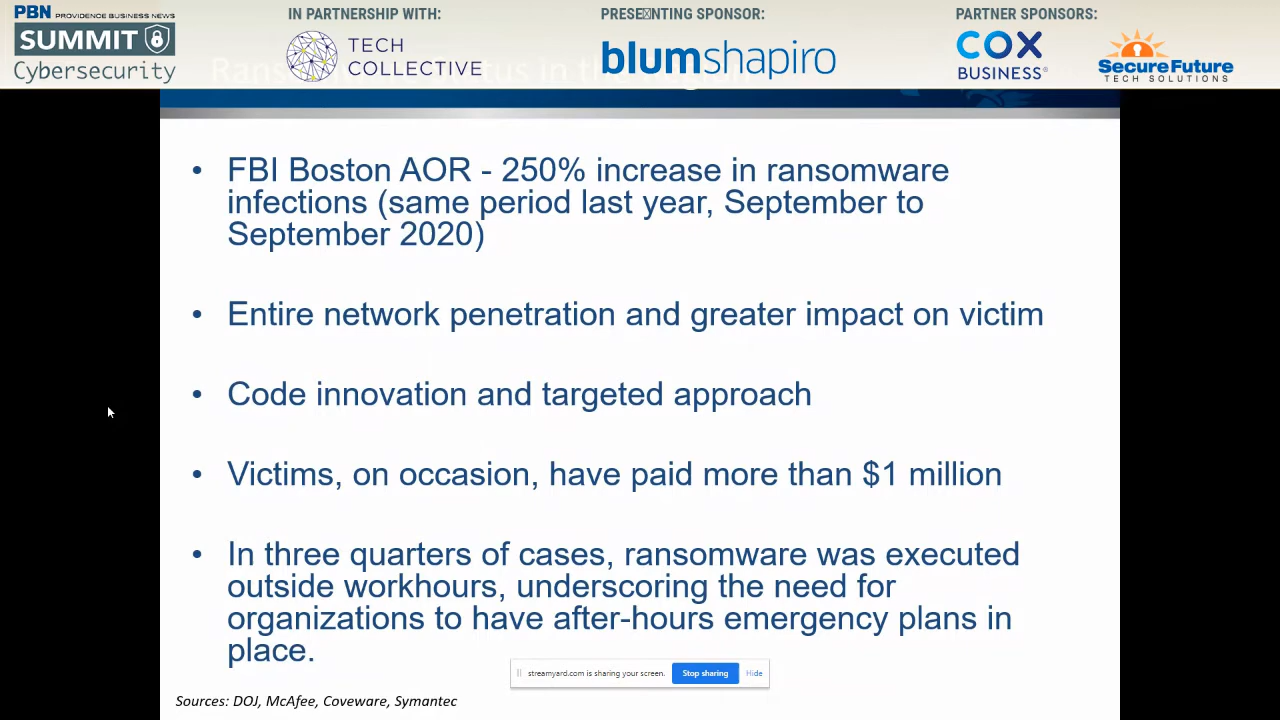 PBN PROVIDENCE BUSINESS NEWS
SUMMIT
Cybersecurity
IN PARTNERSHIP WITH:
TECH
COLLECTIVE
PRESE☒TING SPONSOR:
blumshapiro
PARTNER SPONSORS:
COX
BUSINESS®
SecureFuture
TECH SOLUTIONS
• FBI Boston AOR - 250% increase in ransomware
infections (same period last year, September to
September 2020)
• Entire network penetration and greater impact on victim
• Code innovation and targeted approach
• Victims, on occasion, have paid more than $1 million
• In three quarters of cases, ransomware was executed
outside workhours, underscoring the need for
organizations to have after-hours emergency plans in
place.
streamyard.com is sharing your screen. Stop sharing Hide
Sources: DOJ, McAfee, Coveware, Symantec